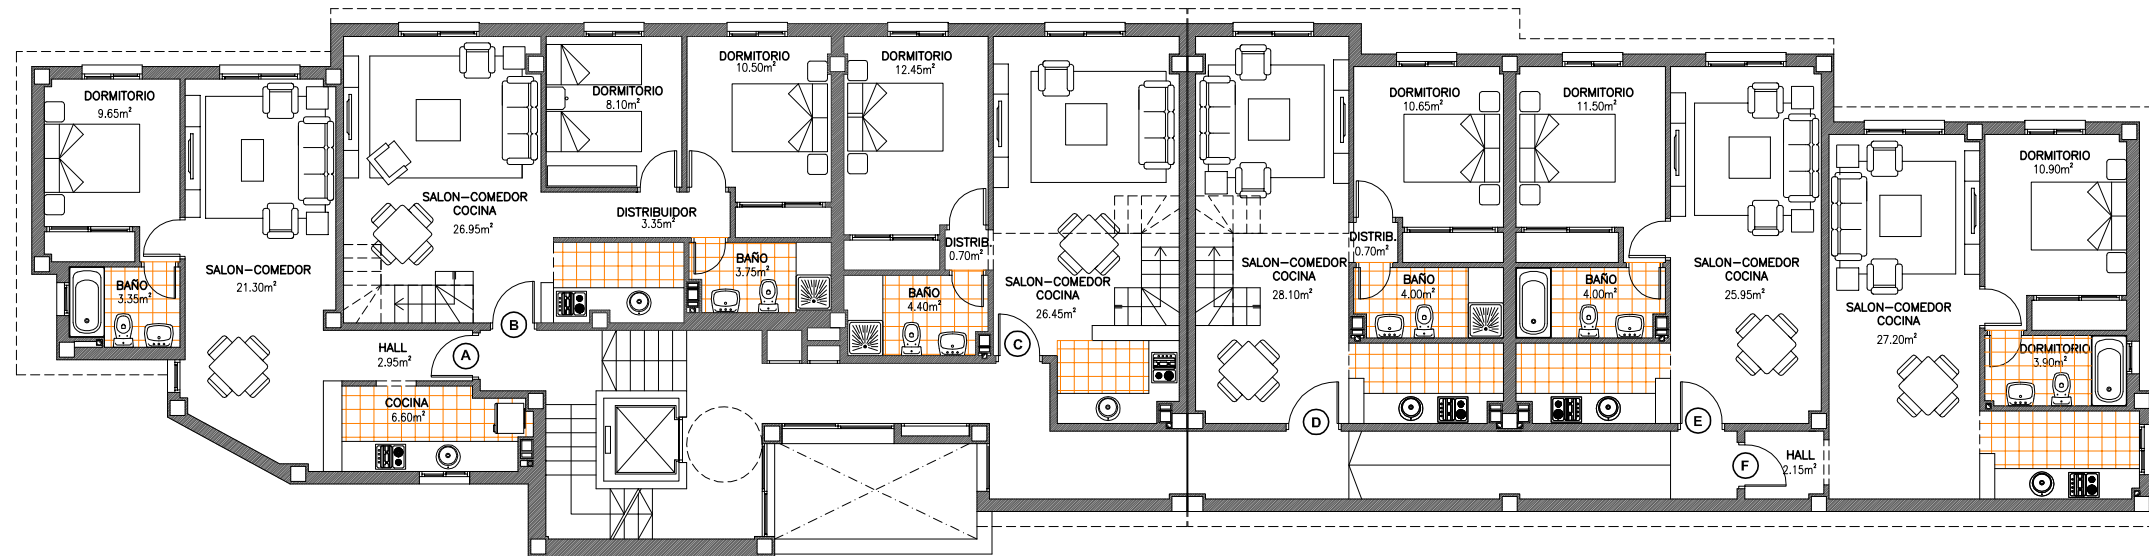 DORMITORIO
9.65m²
SALON-COMEDOR
21.30m²
BAÑO
3.35m²
HALL
2.95m²
COCINA
6.60m²
A
SALON-COMEDOR
COCINA
26.95m²
DORMITORIO
8.10m²
DORMITORIO
10.50m²
DISTRIBUIDOR
3.35m²
BAÑO
3.75m²
B
DORMITORIO
12.45m²
DISTRIB.
0.70m²
BAÑO
4.40m²
SALON-COMEDOR
COCINA
26.45m²
C
SALON-COMEDOR
COCINA
28.10m²
DORMITORIO
10.65m²
DISTRIB.
0.70m²
BAÑO
4.00m²
D
DORMITORIO
11.50m²
BAÑO
4.00m²
SALON-COMEDOR
COCINA
25.95m²
E
HALL
2.15m²
F
SALON-COMEDOR
COCINA
27.20m²
DORMITORIO
10.90m²
DORMITORIO
3.90m²